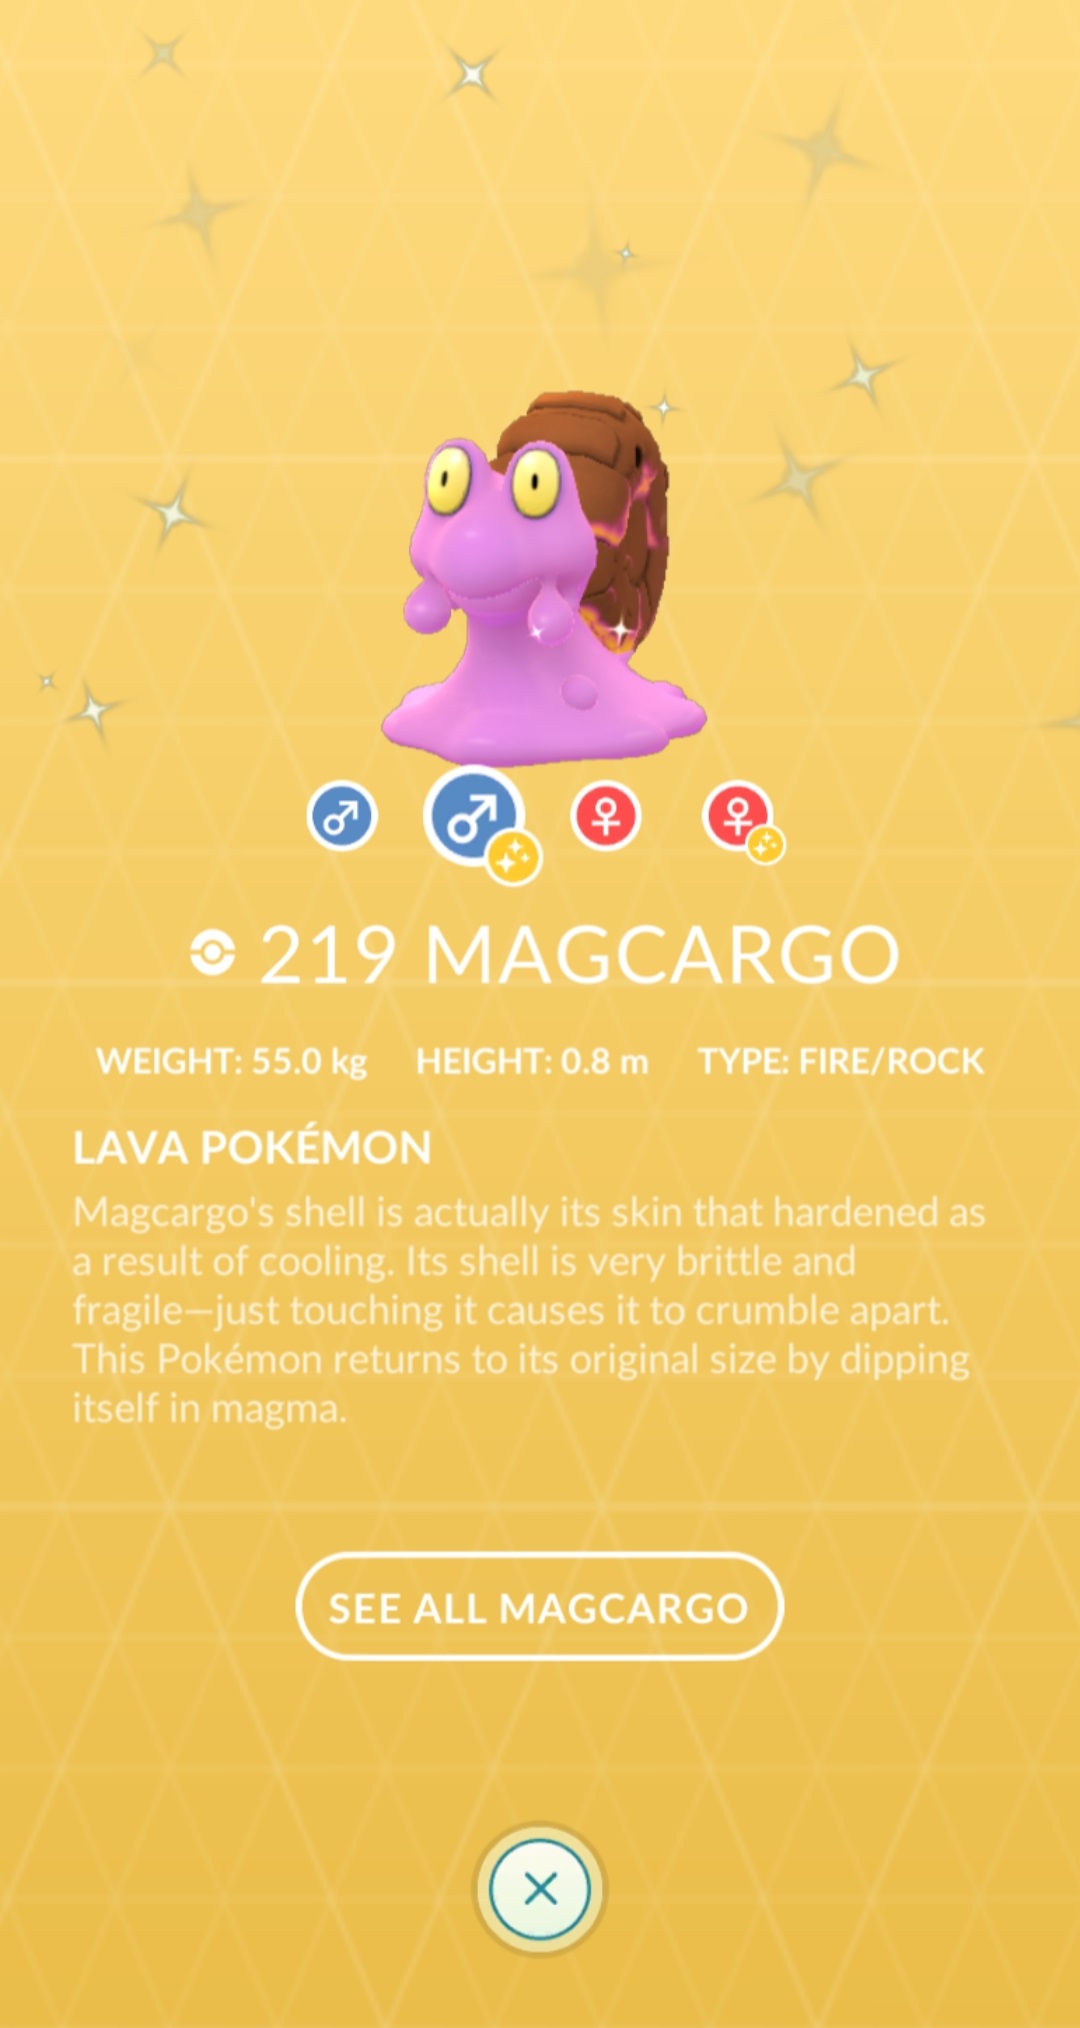 219 MAGCARGO
WEIGHT: 55.0 kg HEIGHT: 0.8 m TYPE: FIRE/ROCK
LAVA POKÉMON
Magcargo's shell is actually its skin that hardened as
a result of cooling. Its shell is very brittle and
fragile—just touching it causes it to crumble apart.
This Pokémon returns to its original size by dipping
itself in magma.
SEE ALL MAGCARGO